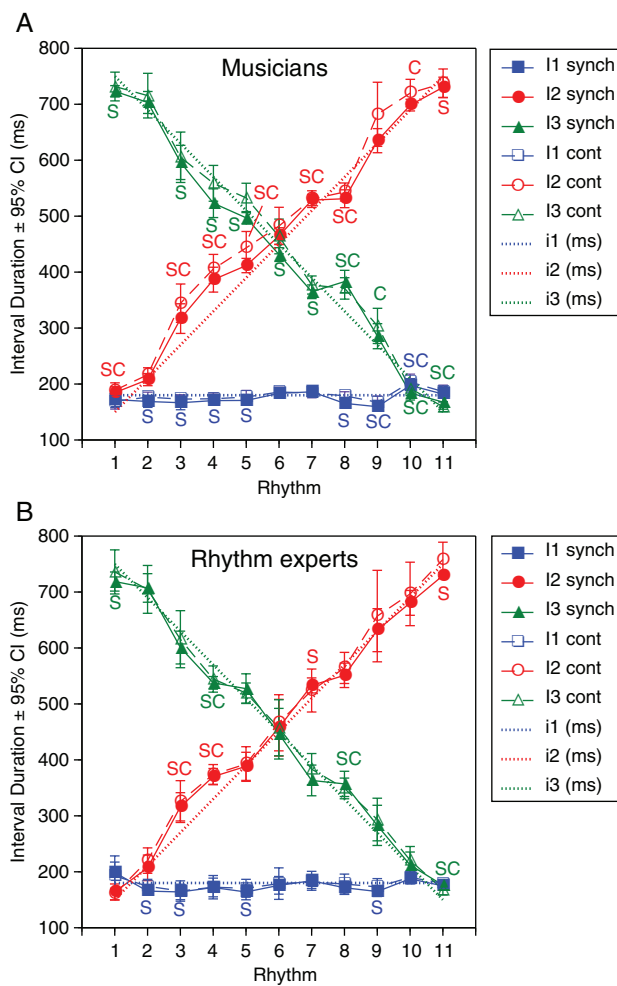 A
Musicians
Interval Duration ± 95% CI (ms)
800
700
600
500
400
300
200
100
S
S
S
S
S
S
C
C
SC
SC
SC
SC
SC
SC
C
S
SC
SC
S
S
S
S
S
SC
SC
SC
1 2 3 4 5 6 7 8 9 10 11
Rhythm
I1 synch
I2 synch
I3 synch
I1 cont
I2 cont
I3 cont
i1 (ms)
i2 (ms)
i3 (ms)
B
Rhythm experts
Interval Duration ± 95% CI (ms)
800
700
600
500
400
300
200
100
S
SC
SC
SC
SC
S
S
SC
SC
S
S
S
S
1 2 3 4 5 6 7 8 9 10 11
Rhythm
I1 synch
I2 synch
I3 synch
I1 cont
I2 cont
I3 cont
i1 (ms)
i2 (ms)
i3 (ms)